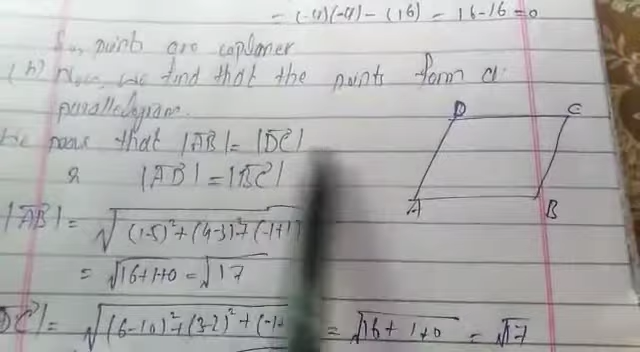 = (-4)(-4) - (16) = 16-16 = 0
So, points are coplaner
(b) Now, we find that the points form a
parallelogram.
D C
We prove that |AB| = |DC|
& |AD| = |BC|
A B
|AB| = √(1-5)²+(4-3)²+(-1+1)
= √16+1+0 = √17
|DC| = √(6-10)²+(3-2)²+(-1+ = √16+1+0 = √17